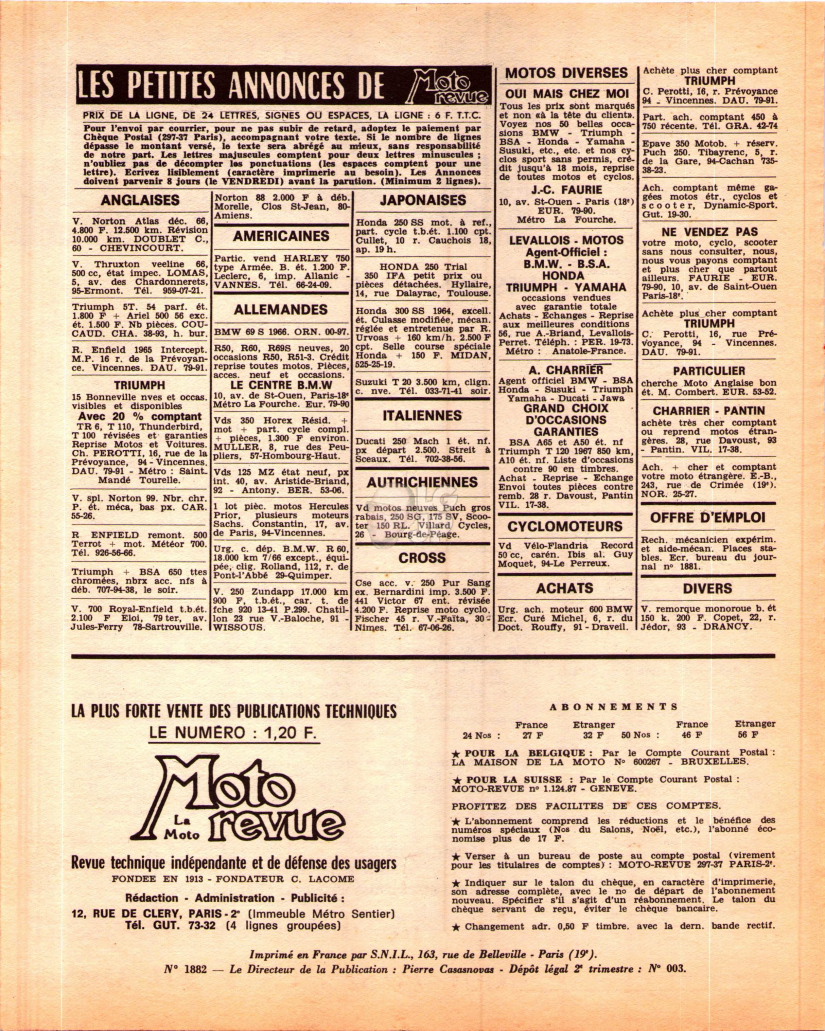 LES PETITES ANNONCES DE Moto revue
PRIX DE LA LIGNE, DE 24 LETTRES, SIGNES OU ESPACES, LA LIGNE : 6 F. T.T.C.
Pour l'envoi par courrier, pour ne pas subir de retard, adoptez le paiement par
Chèque Postal (297-37 Paris), accompagnant votre texte. Si le nombre de lignes
dépasse le montant versé, le texte sera abrégé au mieux, sans responsabilité
de notre part. Les lettres majuscules comptent pour deux lettres minuscules ;
n'oubliez pas de décompter les ponctuations (les espaces comptent pour une
lettre). Ecrivez lisiblement (caractère imprimerie au besoin). Les Annonces
doivent parvenir 8 jours (le VENDREDI) avant la parution. (Minimum 2 lignes).
ANGLAISES
V. Norton Atlas déc. 66,
4.800 F. 12.500 km. Révision
10.000 km. DOUBLET C.,
60 - CHEVINCOURT.
V. Thruxton veeline 66,
500 cc, état impec. LOMAS,
5, av. des Chardonnerets,
95-Ermont. Tél. 959-07-21.
Triumph 5T. 54 parf. ét.
1.800 F + Ariel 500 56 exc.
ét. 1.500 F. Nb pièces. COU-
CAUD. CHA. 38-93, h. bur.
R. Enfield 1965 Intercept.
M.P. 16 r. de la Prévoyan-
ce. Vincennes. DAU. 79-91.
TRIUMPH
15 Bonneville nves et occas.
visibles et disponibles
Avec 20 % comptant
TR 6, T 110, Thunderbird,
T 100 révisées et garanties
Reprise Motos et Voitures.
Ch. PEROTTI, 16, rue de la
Prévoyance, 94 - Vincennes.
DAU. 79-91 - Métro : Saint-
Mandé Tourelle.
V. spl. Norton 99. Nbr. chr.
P. ét. méca, bas px. CAR.
55-26.
R ENFIELD remont. 500
Terrot + mot. Météor 700.
Tél. 926-56-66.
Triumph + BSA 650 ttes
chromées, nbrx acc. nfs à
déb. 707-94-38, le soir.
V. 700 Royal-Enfield t.b.ét.
2.100 F Eloi, 79 ter, av.
Jules-Ferry 78-Sartrouville.
Norton 88 2.000 F à déb.
Morelle, Clos St-Jean, 80-
Amiens.
AMERICAINES
Partic. vend HARLEY 750
type Armée. B. ét. 1.200 F.
Leclerc, 6, imp. Allanic -
VANNES. Tél. 66-24-09.
ALLEMANDES
BMW 69 S 1966. ORN. 00-97.
R50, R60, R69S neuves, 20
occasions R50, R51-3. Crédit
reprise toutes motos. Pièces,
acces. neuf et occasions.
LE CENTRE B.M.W
10, av. de St-Ouen, Paris-18e
Métro La Fourche. Eur. 79-90
Vds 350 Horex Résid. +
mot + part. cycle compl.
+ pièces, 1.300 F environ.
MULLER, 8, rue des Peu-
pliers, 57-Hombourg-Haut.
Vds 125 MZ état neuf, px
int. 40, av. Aristide-Briand,
92 - Antony. BER. 53-06.
1 lot pièc. motos Hercules
Prior, plusieurs moteurs
Sachs. Constantin, 17, av.
de Paris, 94-Vincennes.
Urg. c. dép. B.M.W. R 60,
18.000 km 7/66 except., équi-
pée, clig. Rolland, 112, r. de
Pont-l'Abbé 29-Quimper.
V. 250 Zundapp 17.000 km
900 F, t.b.ét., car. t. de
fche 920 13-41 P.299. Chatil-
lon 23 rue V.-Baloche, 91 -
WISSOUS.
JAPONAISES
Honda 250 SS mot. à ref.,
part. cycle t.b.ét. 1.100 cpt.
Cullet, 10 r. Cauchois 18,
ap. 19 h.
HONDA 250 Trial
350 IFA petit prix ou
pièces détachées. Hyllaire,
14, rue Dalayrac, Toulouse.
Honda 300 SS 1964, excell.
ét. Culasse modifiée, mécan.
réglée et entretenue par R.
Urvoas + 160 km/h. 2.500 F
cpt. Belle course spéciale
Honda + 150 F. MIDAN,
525-25-19.
Suzuki T 20 3.500 km, clign.
c. nve. Tél. 033-71-41 soir.
ITALIENNES
Ducati 250 Mach 1 ét. nf.
px compt 2.500. Streit à
Sceaux. Tél. 702-38-56.
AUTRICHIENNES
Vd motos neuves Puch gros
rabais, 250 SG, 175 SV, Scoo-
ter 150 RL. Villard Cycles,
26 - Bourg-de-Péage.
CROSS
Cse acc. v. 250 Pur Sang
ex. Bernardini imp. 3.500 F.
441 Victor 67 ent. révisée
4.200 F. Reprise moto cyclo.
Fischer 45 r. V.-Faïta, 30 -
Nîmes. Tél. 67-06-26.
MOTOS DIVERSES
OUI MAIS CHEZ MOI
Tous les prix sont marqués
et non «à la tête du client».
Voyez nos 50 belles occa-
sions BMW - Triumph -
BSA - Honda - Yamaha -
Susuki, etc., etc. et nos cy-
clos sport sans permis, cré-
dit jusqu'à 18 mois, reprise
de toutes motos et cyclos.
J.-C. FAURIE
10, av. St-Ouen - Paris (18e)
EUR. 79-90.
Métro La Fourche.
LEVALLOIS - MOTOS
Agent-Officiel :
B.M.W. - B.S.A.
HONDA
TRIUMPH - YAMAHA
occasions vendues
avec garantie totale
Achats - Echanges - Reprise
aux meilleures conditions
56, rue A.-Briand, Levallois-
Perret. Téléph. : PER. 19-73.
Métro : Anatole-France.
A. CHARRIER
Agent officiel BMW - BSA
Honda - Susuki - Triumph
Yamaha - Ducati - Jawa
GRAND CHOIX
D'OCCASIONS
GARANTIES
BSA A65 et A50 ét. nf
Triumph T 120 1967 850 km,
A10 ét. nf. Liste d'occasions
contre 90 en timbres.
Achat - Reprise - Echange
Envoi toutes pièces contre
remb. 28 r. Davoust, Pantin
VIL. 17-38.
CYCLOMOTEURS
Vd Vélo-Flandria Record
50 cc, carén. Ibis al. Guy
Moquet, 94-Le Perreux.
ACHATS
Urg. ach. moteur 600 BMW
Ecr. Curé Michel, 6, r. du
Doct. Rouffy, 91 - Draveil.
Achète plus cher comptant
TRIUMPH
C. Perotti, 16, r. Prévoyance
94 - Vincennes. DAU. 79-91.
Part. ach. comptant 450 à
750 récente. Tél. GRA. 42-74
Epave 350 Motob. + réserv.
Puch 250. Tibayrenc, 5, r.
de la Gare, 94-Cachan 735-
38-23.
Ach. comptant même ga-
gées motos étr., cyclos et
scooter, Dynamic-Sport.
Gut. 19-30.
NE VENDEZ PAS
votre moto, cyclo, scooter
sans nous consulter, nous,
nous vous payons comptant
et plus cher que partout
ailleurs. FAURIE - EUR.
79-90, 10, av. de Saint-Ouen
Paris-18e.
Achète plus cher comptant
TRIUMPH
C. Perotti, 16, rue Pré-
voyance, 94 - Vincennes.
DAU. 79-91.
PARTICULIER
cherche Moto Anglaise bon
ét. M. Combert. EUR. 53-52.
CHARRIER - PANTIN
achète très cher comptant
ou reprend motos étran-
gères. 28, rue Davoust, 93
- Pantin. VIL. 17-38.
Ach. + cher et comptant
votre moto étrangère. E.-B.,
243, rue de Crimée (19e).
NOR. 25-27.
OFFRE D'EMPLOI
Rech. mécanicien expérim.
et aide-mécan. Places sta-
bles. Ecr. bureau du jour-
nal n° 1881.
DIVERS
V. remorque monoroue b. ét
150 k. 200 F. Copet, 22, r.
Jédor, 93 - DRANCY.
LA PLUS FORTE VENTE DES PUBLICATIONS TECHNIQUES
LE NUMÉRO : 1,20 F.
La Moto
Moto revue
Revue technique indépendante et de défense des usagers
FONDEE EN 1913 - FONDATEUR C. LACOME
Rédaction - Administration - Publicité :
12, RUE DE CLERY, PARIS - 2e (Immeuble Métro Sentier)
Tél. GUT. 73-32 (4 lignes groupées)
ABONNEMENTS
France Etranger France Etranger
24 Nos : 27 F 32 F 50 Nos : 46 F 56 F
★ POUR LA BELGIQUE : Par le Compte Courant Postal :
LA MAISON DE LA MOTO N° 600267 - BRUXELLES.
★ POUR LA SUISSE : Par le Compte Courant Postal :
MOTO-REVUE n° 1.124.87 - GENEVE.
PROFITEZ DES FACILITES DE CES COMPTES.
★ L'abonnement comprend les réductions et le bénéfice des
numéros spéciaux (Nos du Salons, Noël, etc.), l'abonné éco-
nomise plus de 17 F.
★ Verser à un bureau de poste au compte postal (virement
pour les titulaires de comptes) : MOTO-REVUE 297-37 PARIS-2e.
★ Indiquer sur le talon du chèque, en caractère d'imprimerie,
son adresse complète, avec le no de départ de l'abonnement
nouveau. Spécifier s'il s'agit d'un réabonnement. Le talon du
chèque servant de reçu, éviter le chèque bancaire.
★ Changement adr. 0,50 F timbre. avec la dern. bande rectif.
Imprimé en France par S.N.I.L., 163, rue de Belleville - Paris (19e).
N° 1882 — Le Directeur de la Publication : Pierre Casasnovas - Dépôt légal 2e trimestre : N° 003.